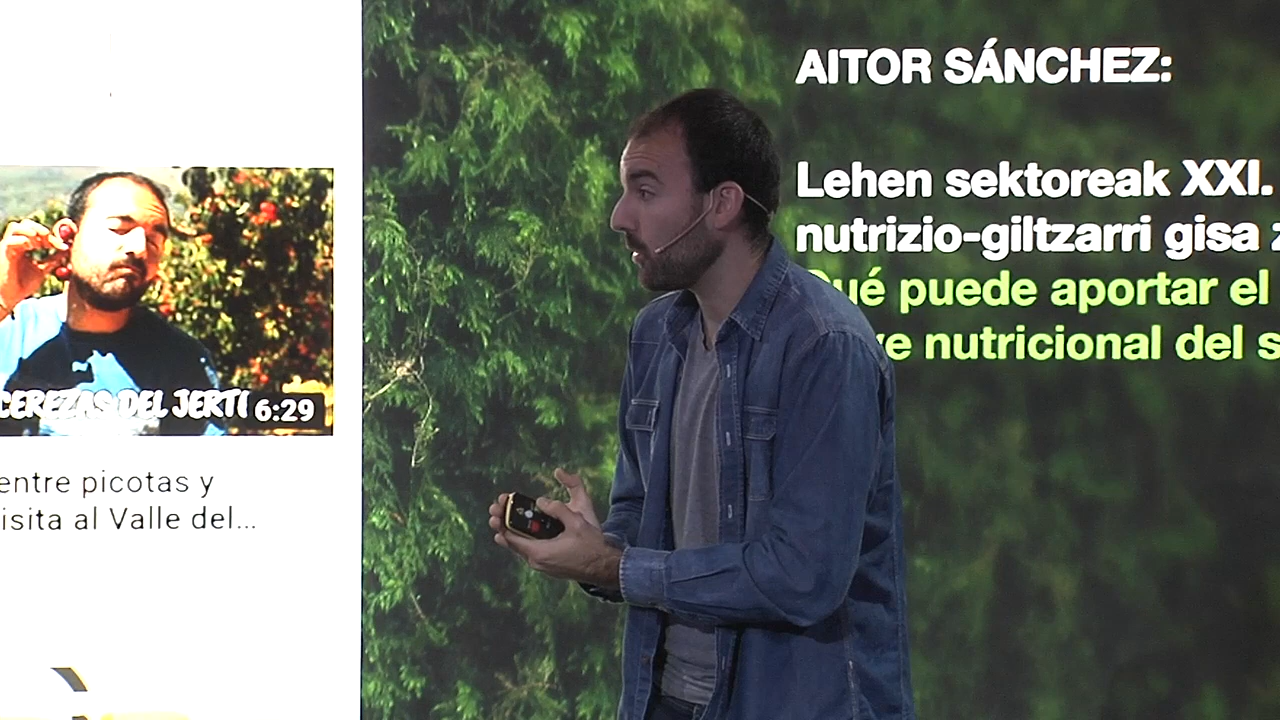 CEREZAS DEL JERT
6:29
entre picotas y
isita al Valle del...
AITOR SÁNCHEZ:
Lehen sektoreak XXI.
nutrizio-giltzarri gisa
ué puede aportar el
ve nutricional del s